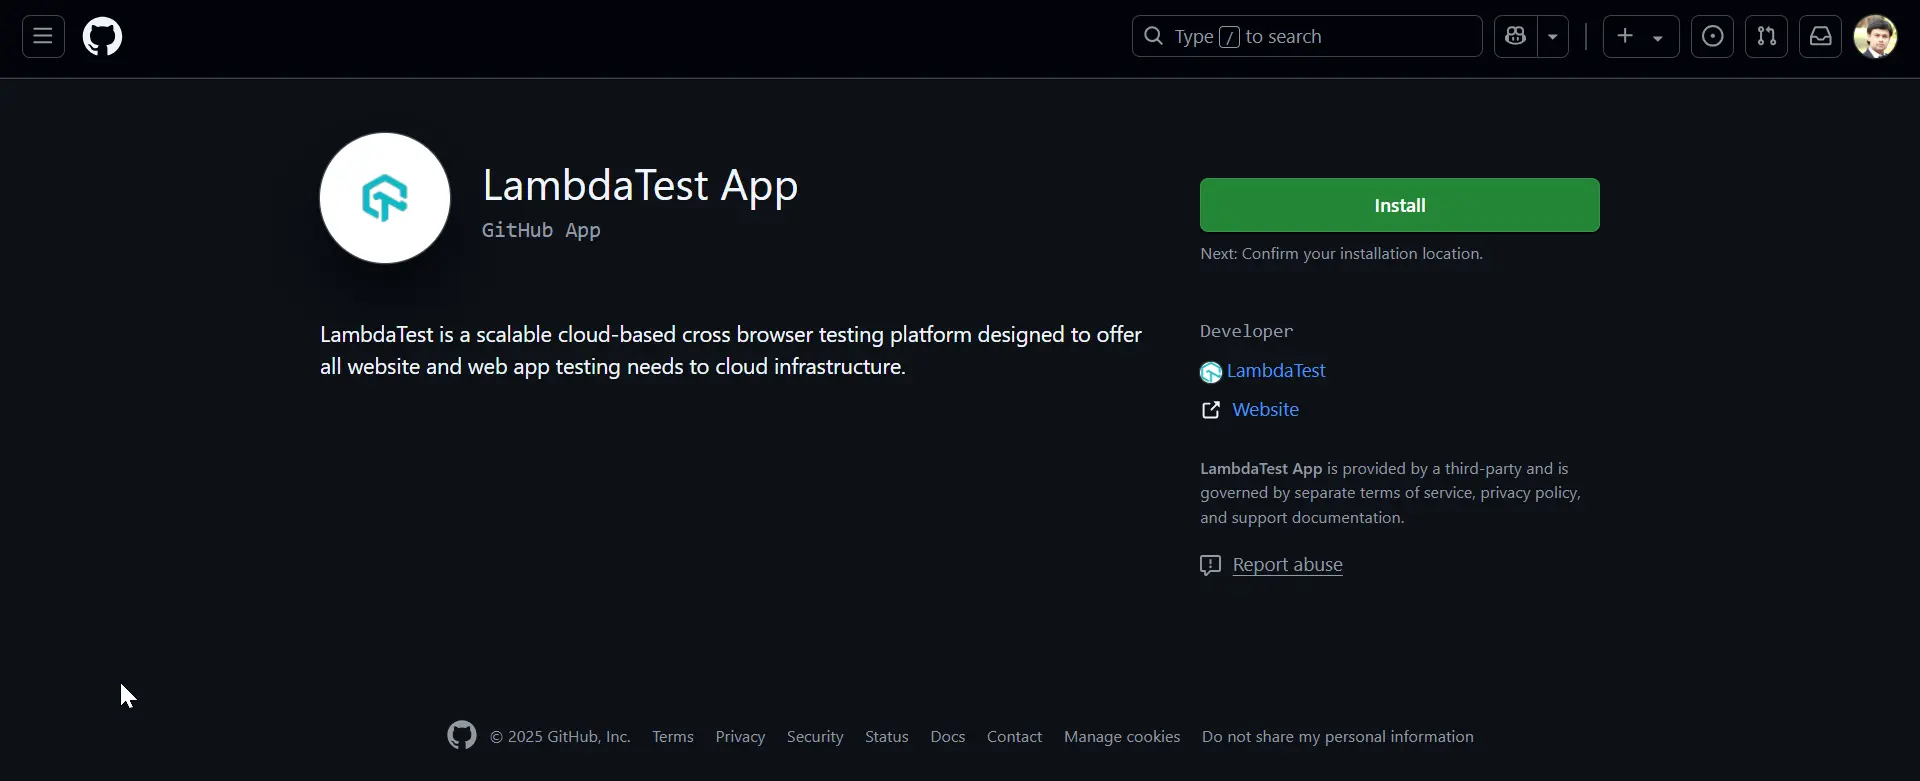 Type / to search
LambdaTest App
GitHub App
Install
Next: Confirm your installation location.
LambdaTest is a scalable cloud-based cross browser testing platform designed to offer
all website and web app testing needs to cloud infrastructure.
Developer
LambdaTest
Website
LambdaTest App is provided by a third-party and is
governed by separate terms of service, privacy policy,
and support documentation.
Report abuse
© 2025 GitHub, Inc. Terms Privacy Security Status Docs Contact Manage cookies Do not share my personal information